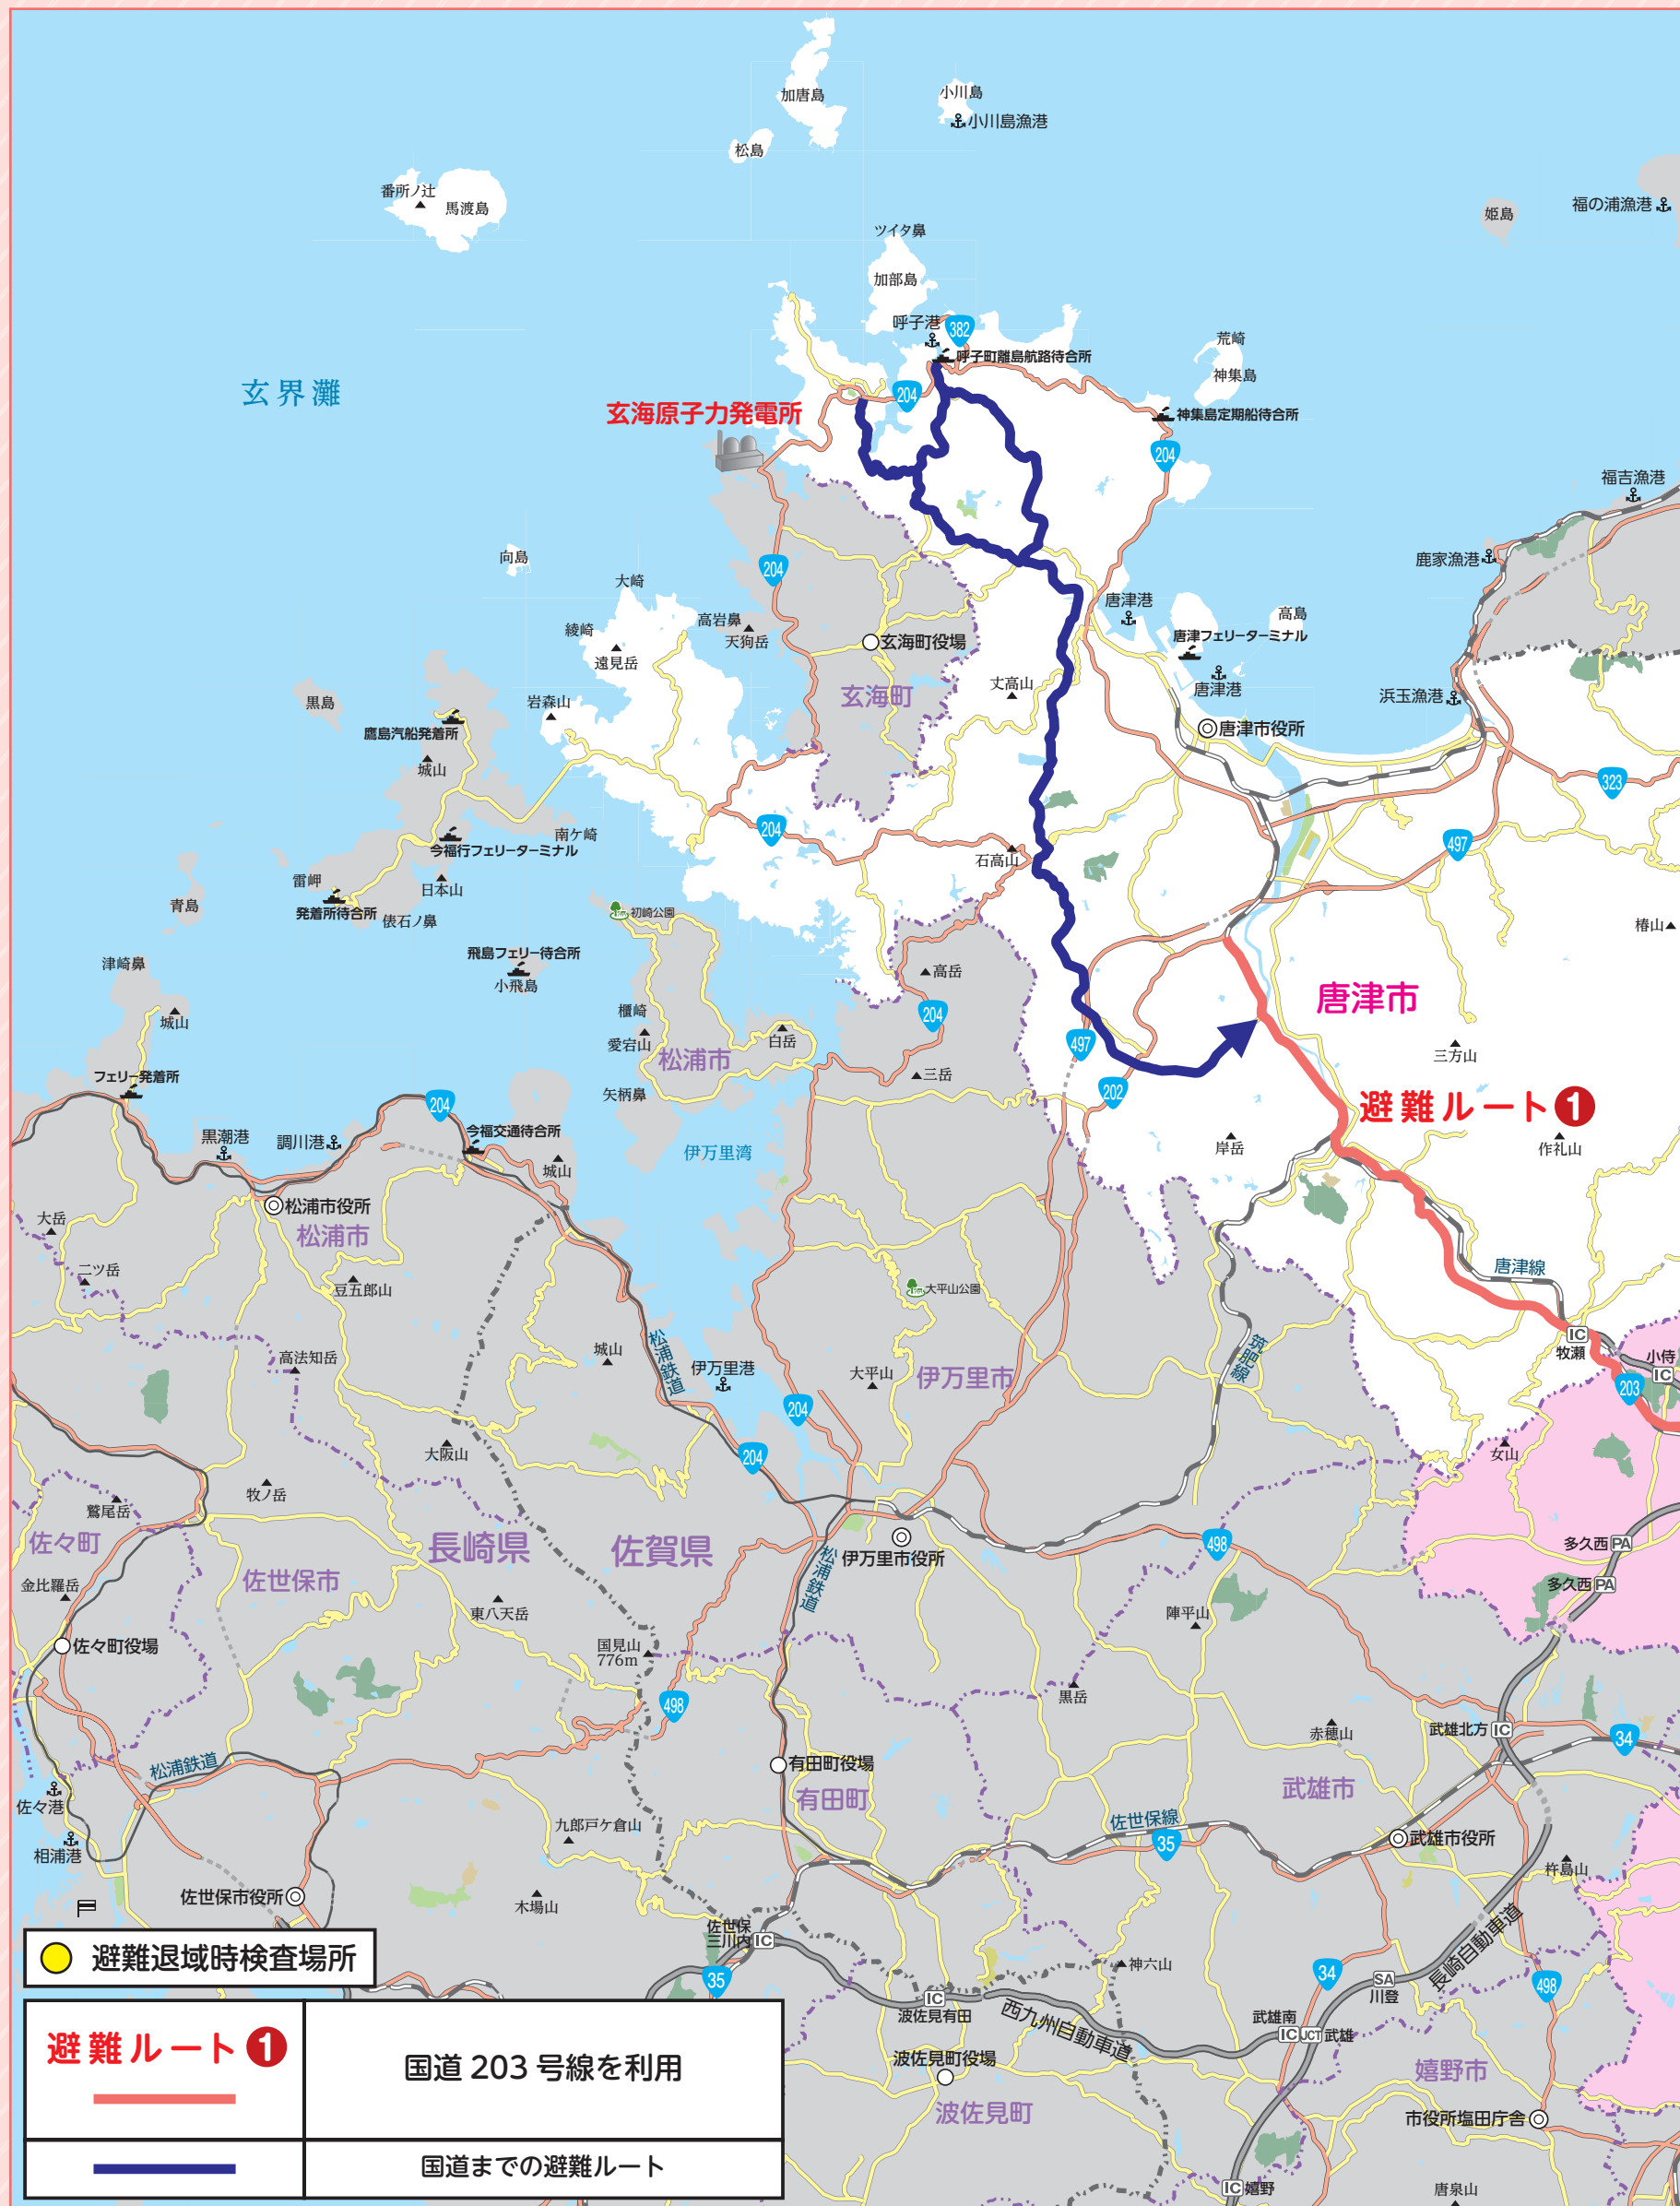 加唐島
小川島
小川島漁港
松島
番所ノ辻
馬渡島
姫島
福の浦漁港
ツイタ鼻
加部島
呼子港
382
呼子町離島航路待合所
荒崎
神集島
玄界灘
204
玄海原子力発電所
神集島定期船待合所
204
福吉漁港
向島
大崎
204
鹿家漁港
唐津港
高島
高岩鼻
天狗岳
綾崎
遠見岳
玄海町役場
唐津フェリーターミナル
唐津港
丈高山
玄海町
浜玉漁港
黒島
岩森山
鷹島汽船発着所
城山
唐津市役所
323
南ケ崎
204
497
今福行フェリーターミナル
石高山
日本山
雷岬
発着所待合所
俵石ノ鼻
青島
初崎公園
椿山
飛島フェリー待合所
小飛島
津崎鼻
高岳
唐津市
櫃崎
城山
204
愛宕山
白岳
松浦市
497
三方山
三岳
フェリー発着所
矢柄鼻
202
避難ルート❶
204
黒潮港
調川港
今福交通待合所
城山
伊万里湾
岸岳
作礼山
松浦市役所
松浦市
大岳
二ツ岳
豆五郎山
大平山公園
唐津線
IC
牧瀬
小侍
IC
203
高法知岳
城山
松浦鉄道
伊万里港
大平山
伊万里市
筑肥線
204
204
大阪山
女山
牧ノ岳
鷲尾岳
佐々町
長崎県
佐賀県
伊万里市役所
498
多久西 PA
多久西 PA
金比羅岳
佐世保市
松浦鉄道
東八天岳
陣平山
佐々町役場
国見山
776m
黒岳
498
赤穂山
武雄北方 IC
34
松浦鉄道
有田町役場
有田町
武雄市
佐々港
佐世保線
35
九郎戸ケ倉山
武雄市役所
相浦港
杵島山
佐世保市役所
木場山
佐世保
三川内 IC
神六山
長崎自動車道
35
34
SA
川登
498
IC
波佐見有田
西九州自動車道
武雄南
IC JCT 武雄
波佐見町役場
嬉野市
波佐見町
市役所塩田庁舎
IC 嬉野
唐泉山
避難退域時検査場所
避難ルート❶
国道 203 号線を利用
国道までの避難ルート